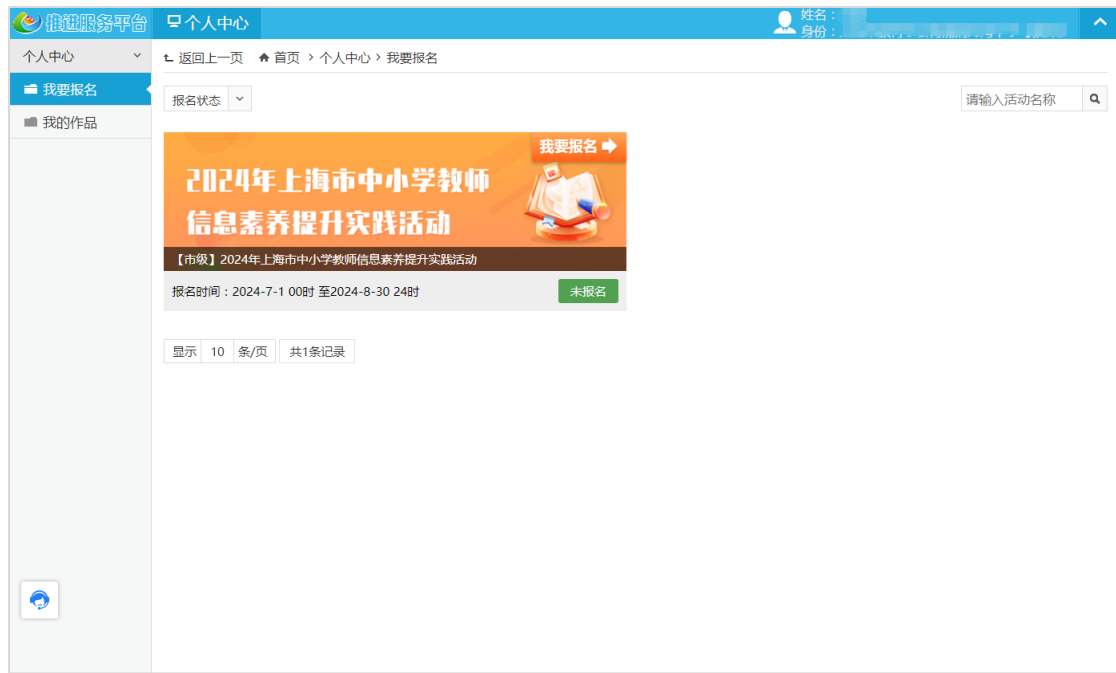 推进服务平台
个人中心
姓名：
身份：
个人中心
返回上一页 首页 > 个人中心 > 我要报名
我要报名
报名状态
请输入活动名称
我的作品
我要报名
2024年上海市中小学教师
信息素养提升实践活动
【市级】2024年上海市中小学教师信息素养提升实践活动
报名时间：2024-7-1 00时 至2024-8-30 24时
未报名
显示 10 条/页 共1条记录